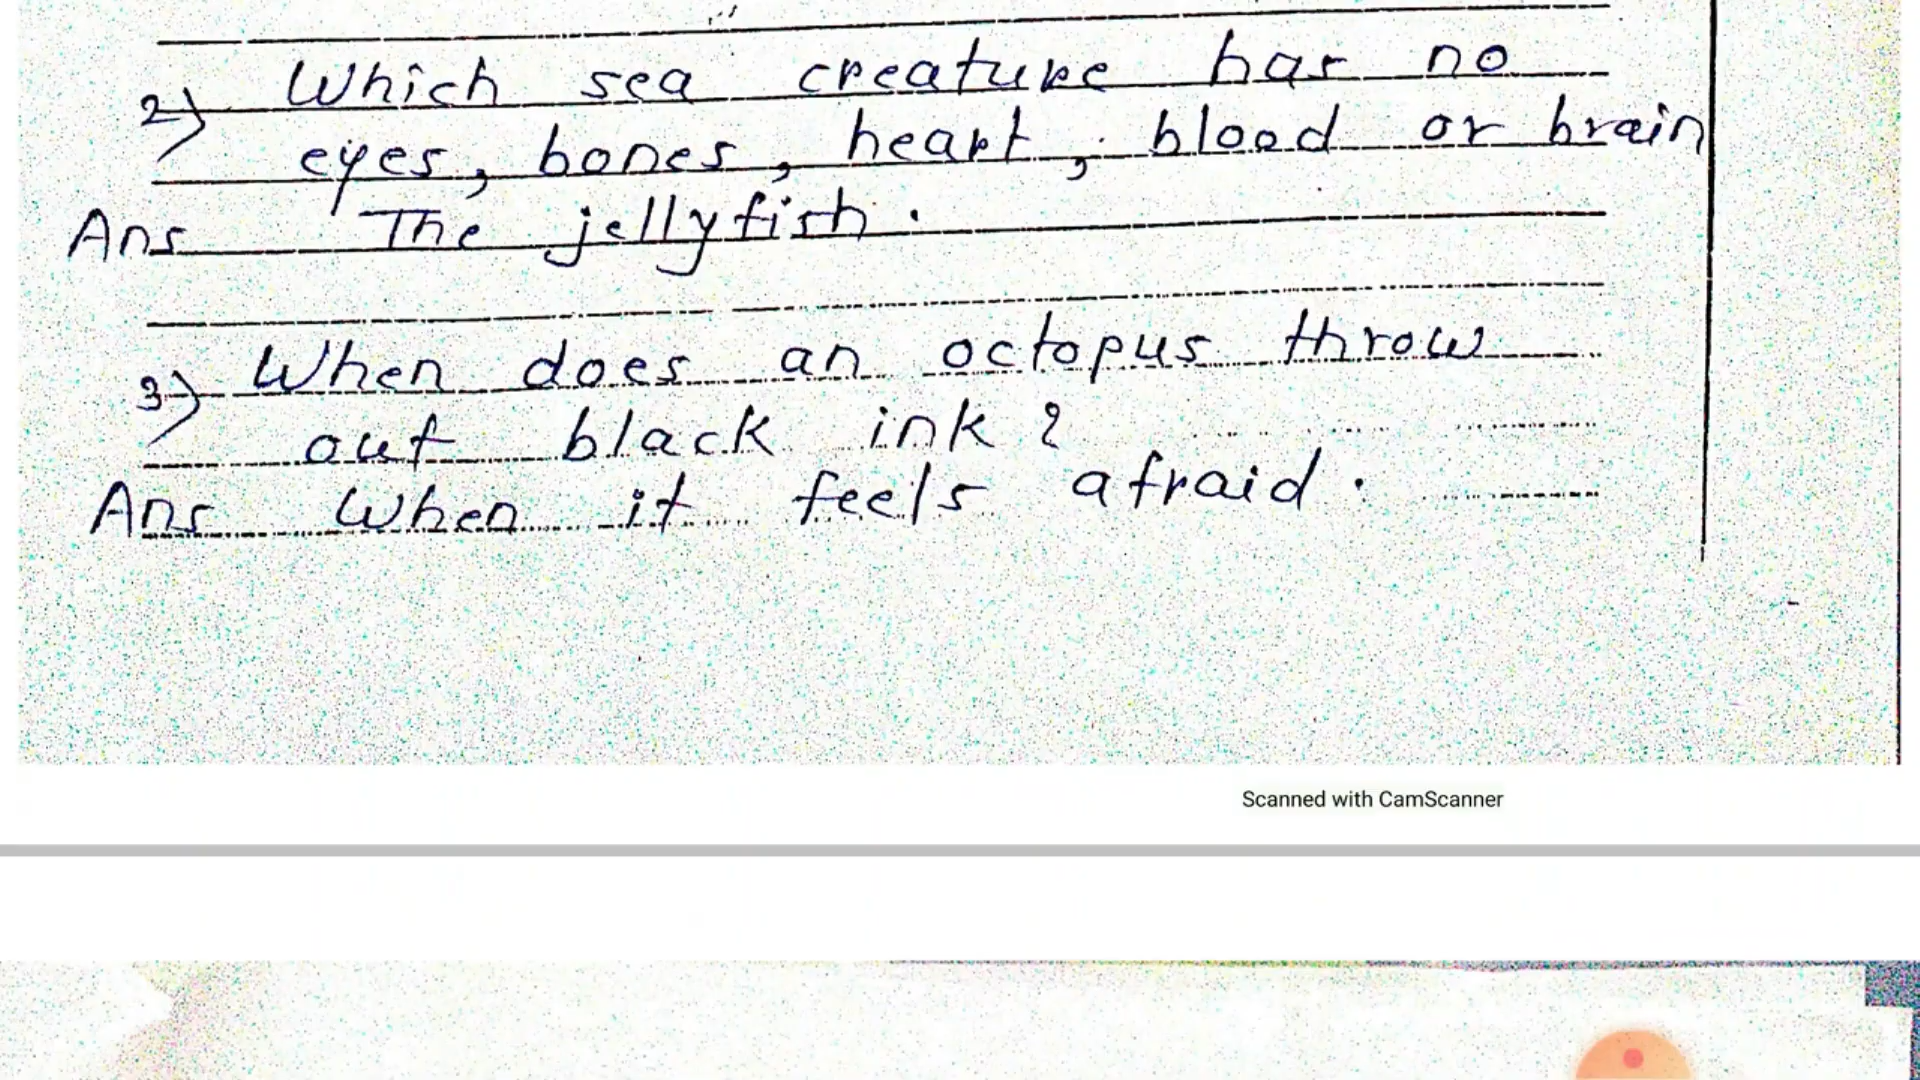 2) Which sea creature has no
eyes, bones, heart, blood or brain
Ans The jellyfish.
3) When does an octopus throw
out black ink?
Ans When it feels afraid.
Scanned with CamScanner